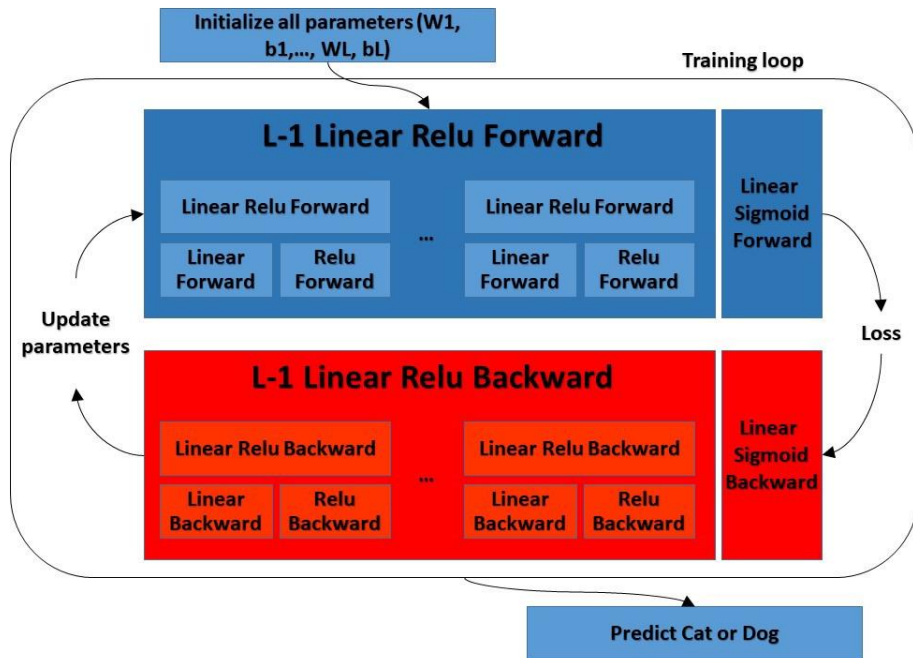 Initialize all parameters (W1,
b1,..., WL, bL)
Training loop
L-1 Linear Relu Forward
Linear Relu Forward
Linear
Forward
Relu
Forward
...
Linear Relu Forward
Linear
Forward
Relu
Forward
Linear
Sigmoid
Forward
Loss
Update
parameters
L-1 Linear Relu Backward
Linear Relu Backward
Linear
Backward
Relu
Backward
...
Linear Relu Backward
Linear
Backward
Relu
Backward
Linear
Sigmoid
Backward
Predict Cat or Dog